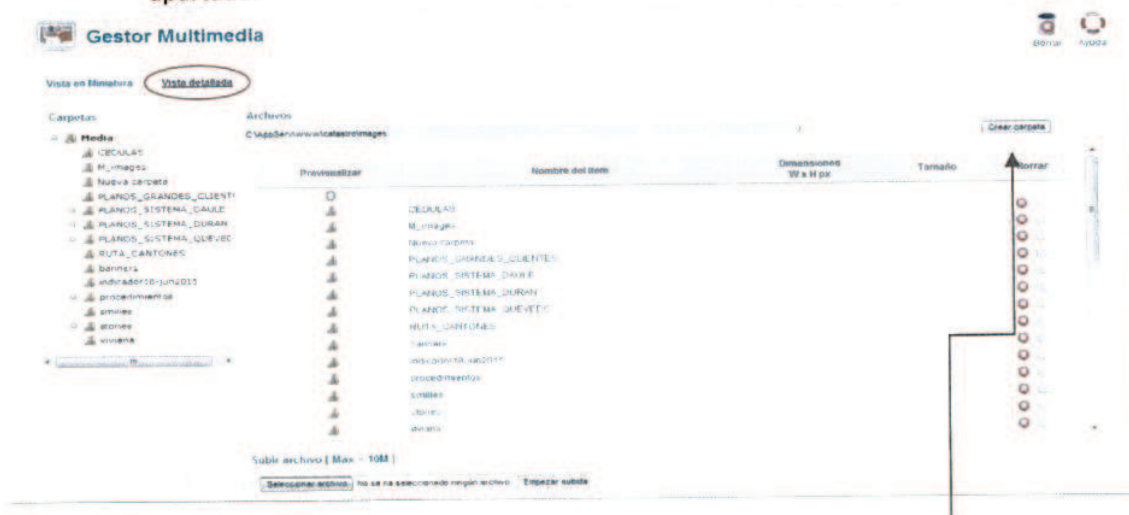 Gestor Multimedia
Borrar Ayuda
Vista en Miniatura Vista detallada
Carpetas
Media
CEDULAS
M_images
Nueva carpeta
PLANOS_GRANDES_CLIENT
PLANOS_SISTEMA_DAULE
PLANOS_SISTEMA_DURAN
PLANOS_SISTEMA_QUEVED
RUTA_CANTONES
banners
indicador16-jun2015
procedimientos
smilies
stories
viviana
Archivos
Crear carpeta
Previsualizar Nombre del item Dimensiones W x H px Tamaño Borrar
CEDULAS
M_images
Nueva carpeta
PLANOS_GRANDES_CLIENTES
PLANOS_SISTEMA_DAULE
PLANOS_SISTEMA_DURAN
PLANOS_SISTEMA_QUEVEDO
RUTA_CANTONES
banners
procedimientos
smilies
stories
viviana
Subir archivo [ Max = 10M ]
Seleccionar archivo No se ha seleccionado ningún archivo Empezar subida